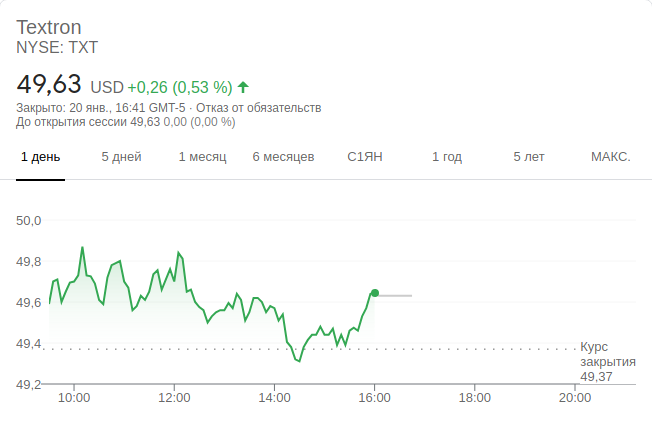 Textron
NYSE: TXT
49,63 USD +0,26 (0,53 %)
Закрыто: 20 янв., 16:41 GMT-5 · Отказ от обязательств
До открытия сессии 49,63 0,00 (0,00 %)
1 день 5 дней 1 месяц 6 месяцев С1ЯН 1 год 5 лет МАКС.
50,0
49,8
49,6
49,4
49,2
Курс
закрытия
49,37
10:00 12:00 14:00 16:00 18:00 20:00